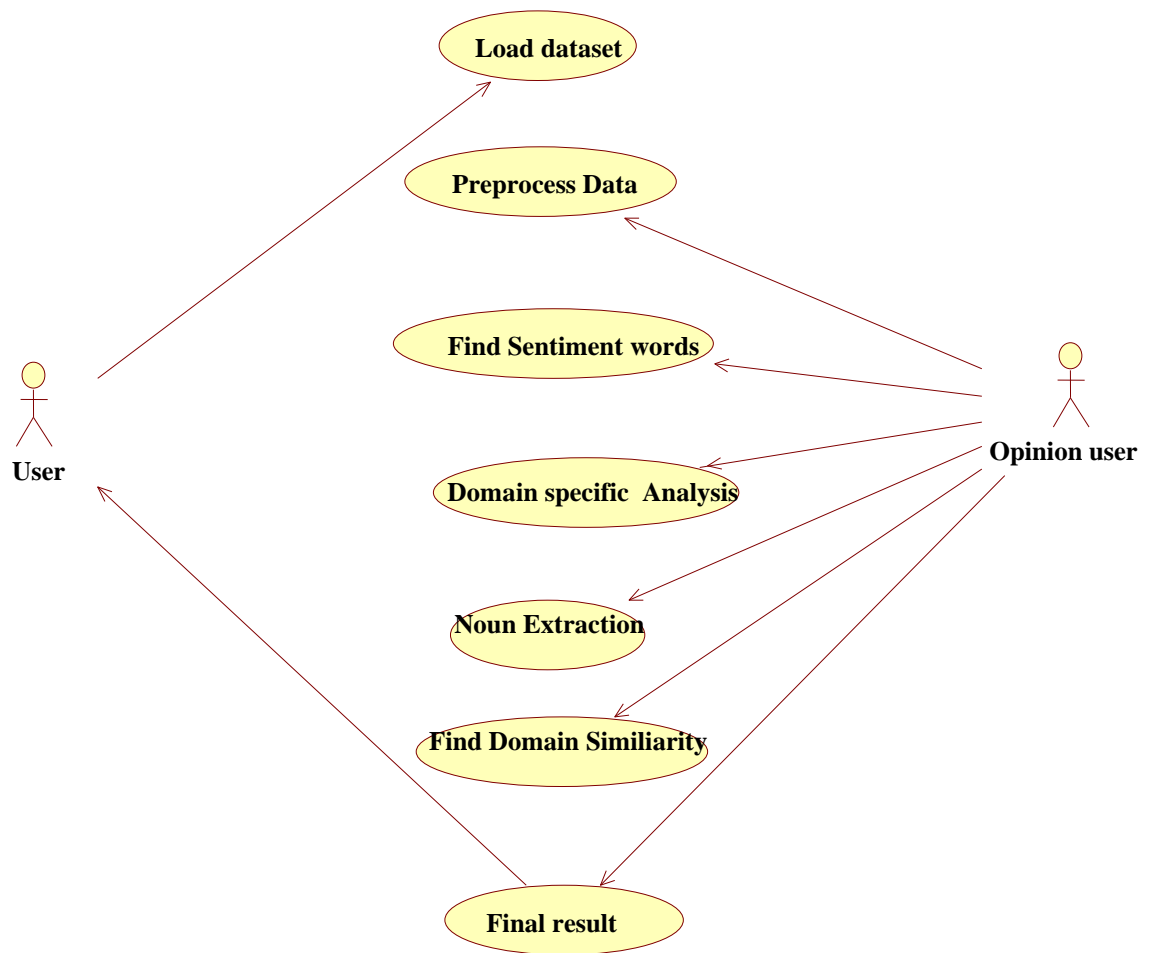 Load dataset
Preprocess Data
Find Sentiment words
User
Opinion user
Domain specific  Analysis
Noun Extraction
Find Domain Similiarity
Final result